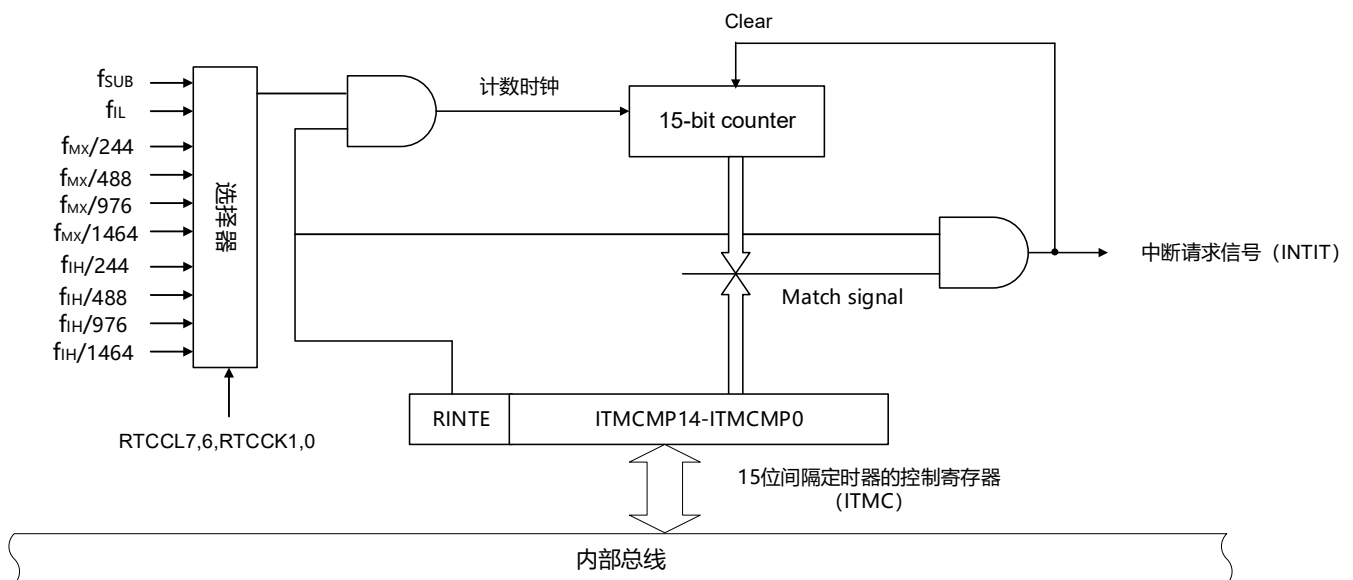 Clear
fSUB
fIL
fMX/244
fMX/488
fMX/976
fMX/1464
fIH/244
fIH/488
fIH/976
fIH/1464
选择器
计数时钟
15-bit counter
中断请求信号（INTIT）
Match signal
RINTE
ITMCMP14-ITMCMP0
RTCCL7,6,RTCCK1,0
15位间隔定时器的控制寄存器
（ITMC）
内部总线